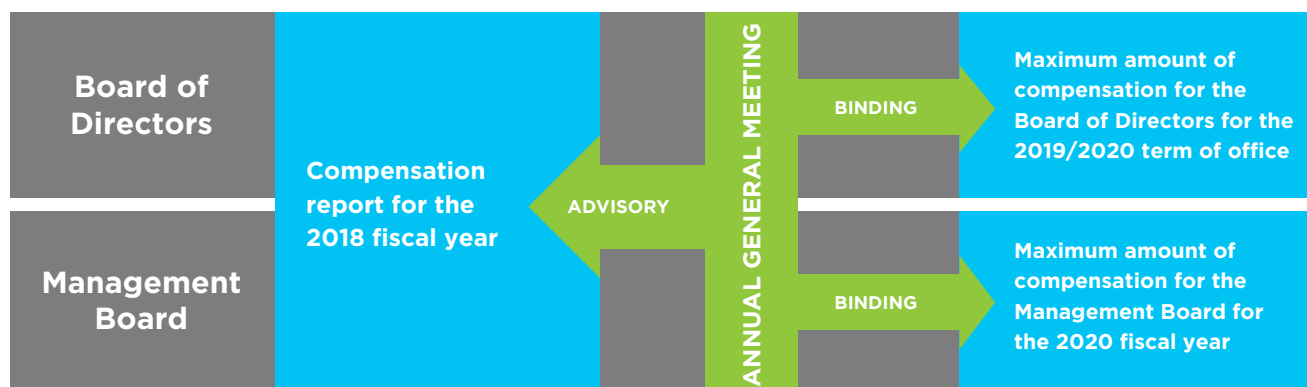 Board of
Directors
Management
Board
Compensation
report for the
2018 fiscal year
ADVISORY
ANNUAL GENERAL MEETING
BINDING
Maximum amount of
compensation for the
Board of Directors for the
2019/2020 term of office
BINDING
Maximum amount of
compensation for the
Management Board for
the 2020 fiscal year